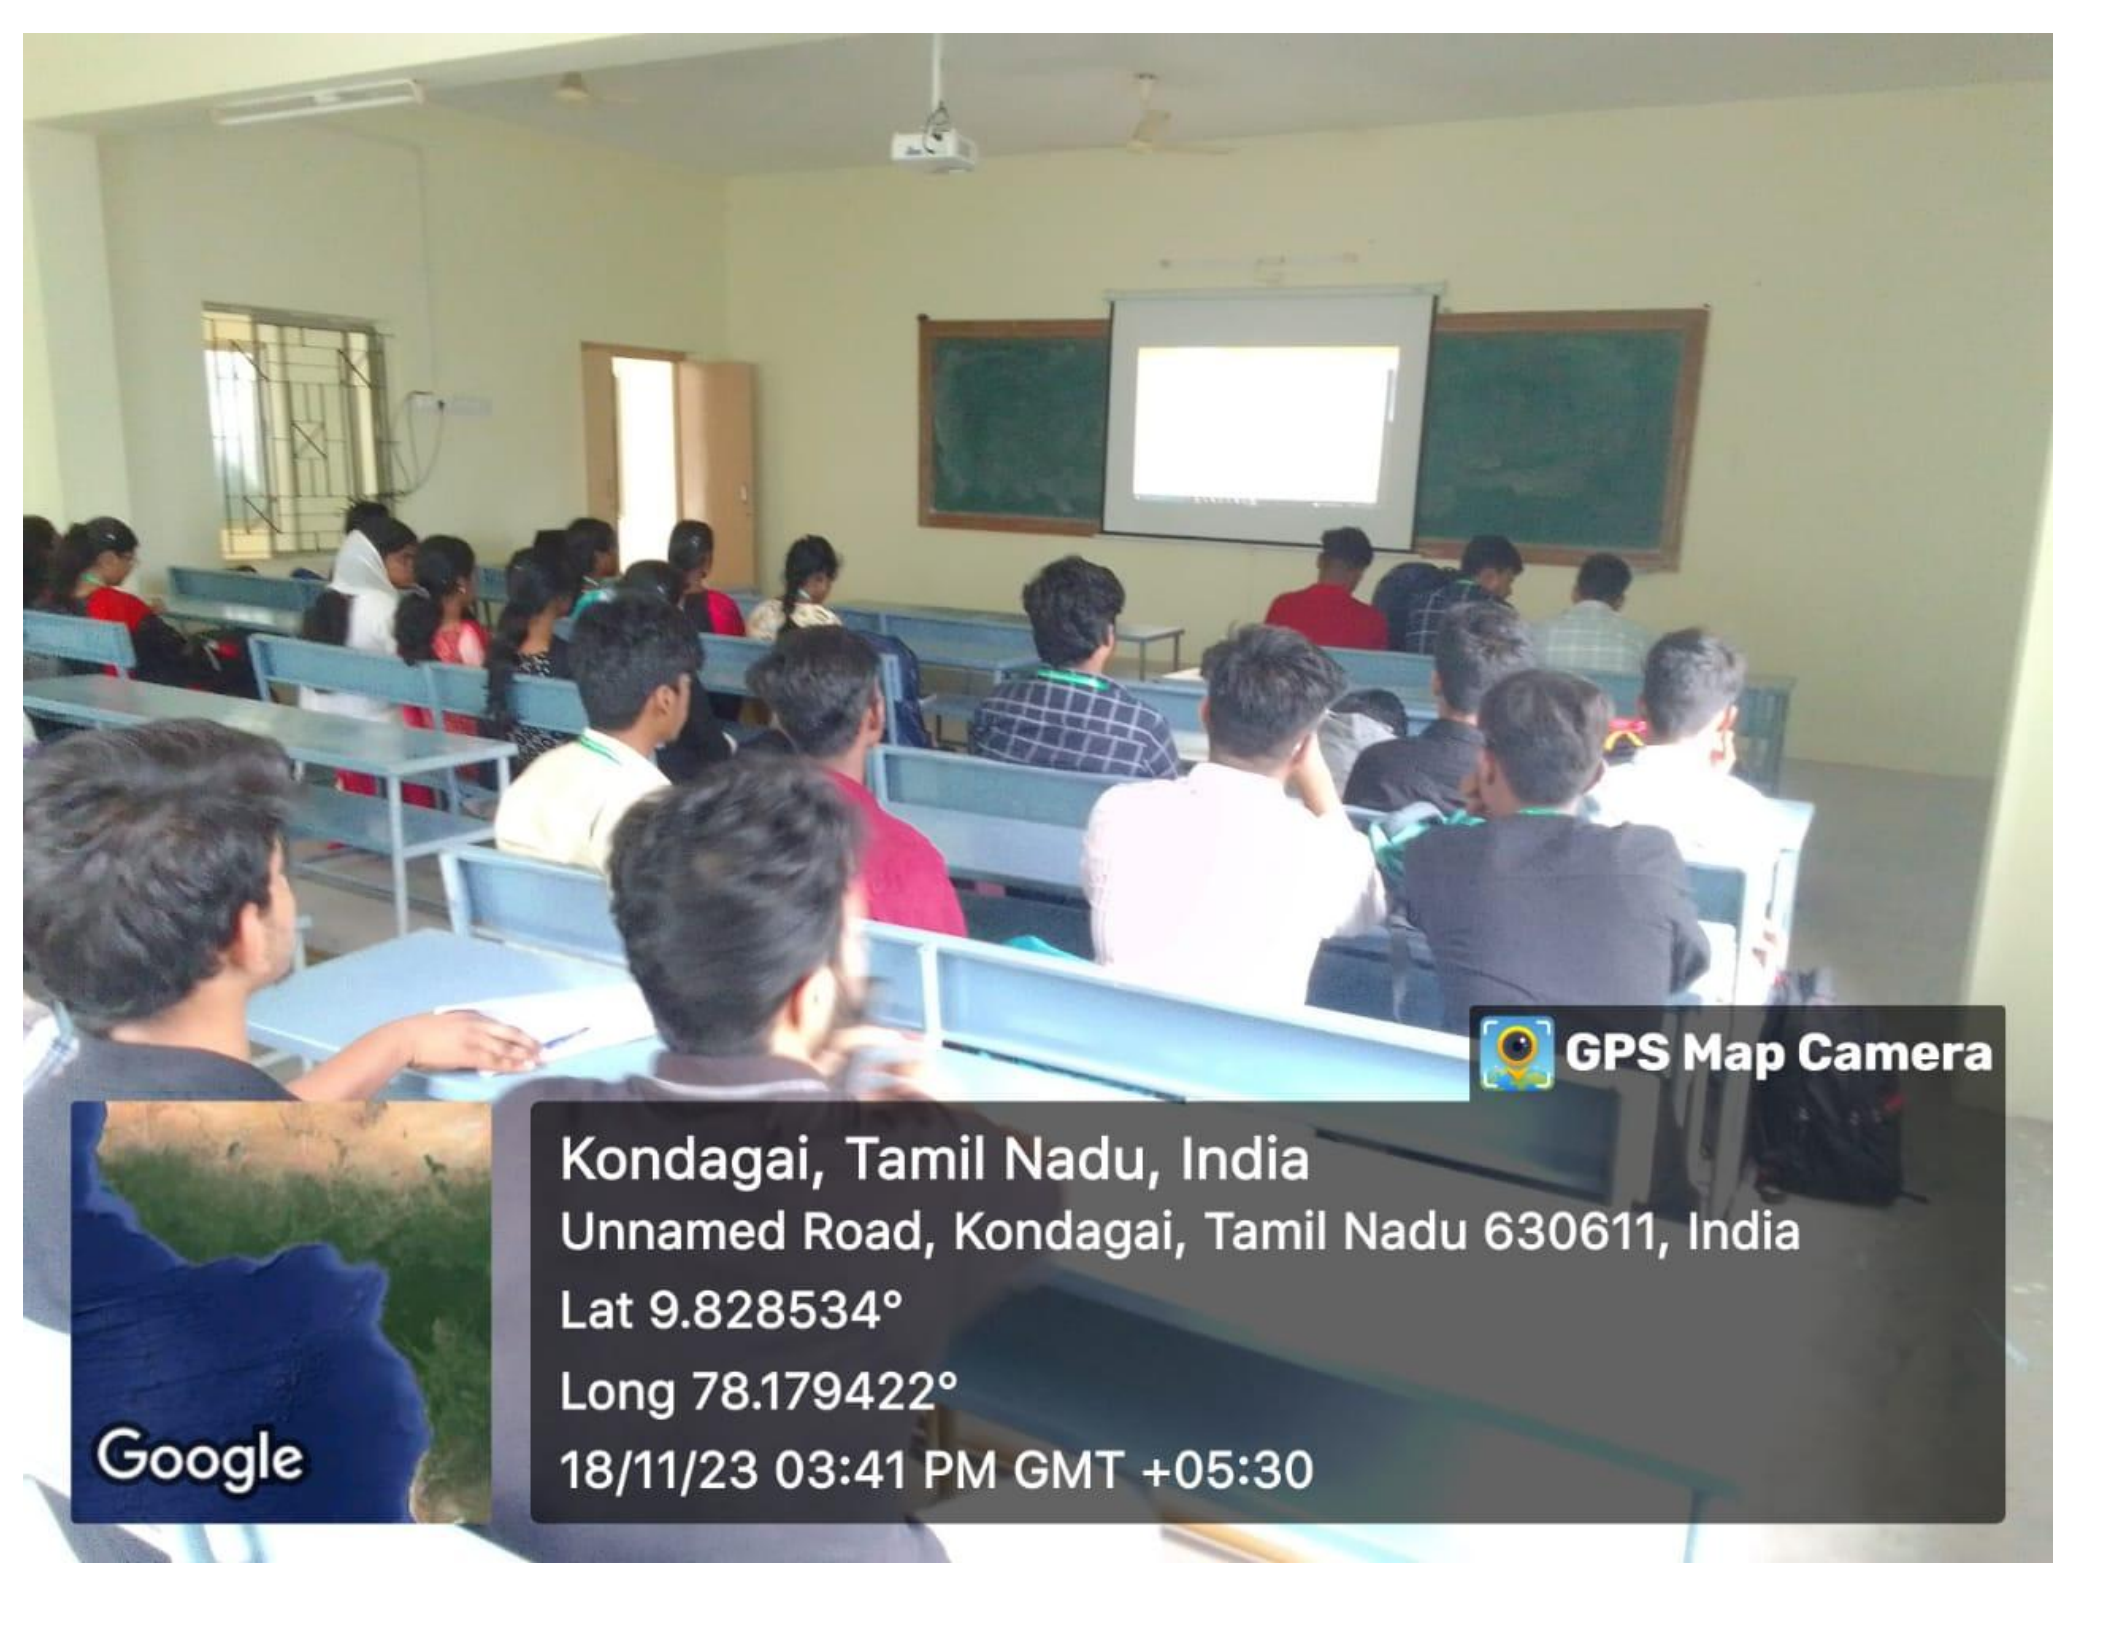 GPS Map Camera
Kondagai, Tamil Nadu, India
Unnamed Road, Kondagai, Tamil Nadu 630611, India
Lat 9.828534°
Long 78.179422°
18/11/23 03:41 PM GMT +05:30
Google